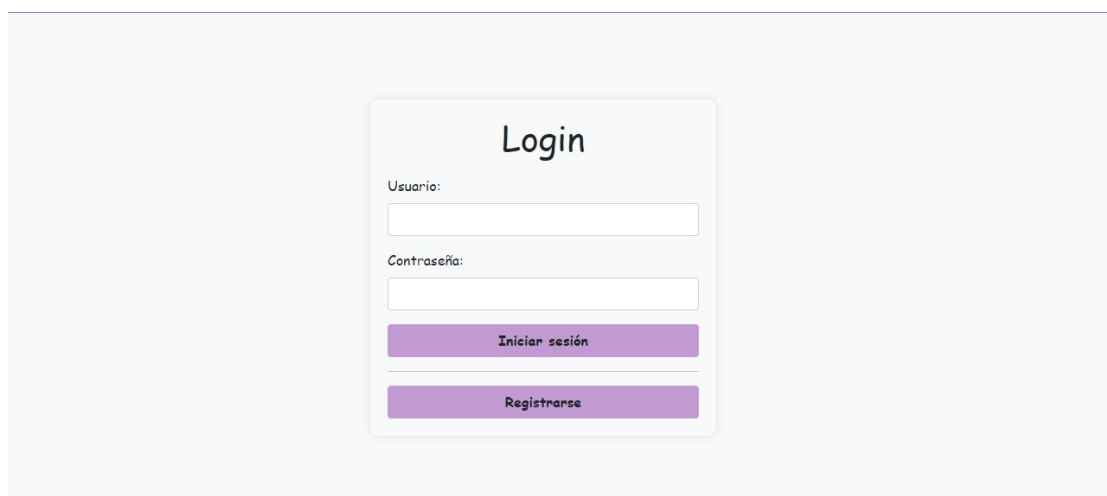 Login
Usuario:
Contraseña:
Iniciar sesión
Registrarse